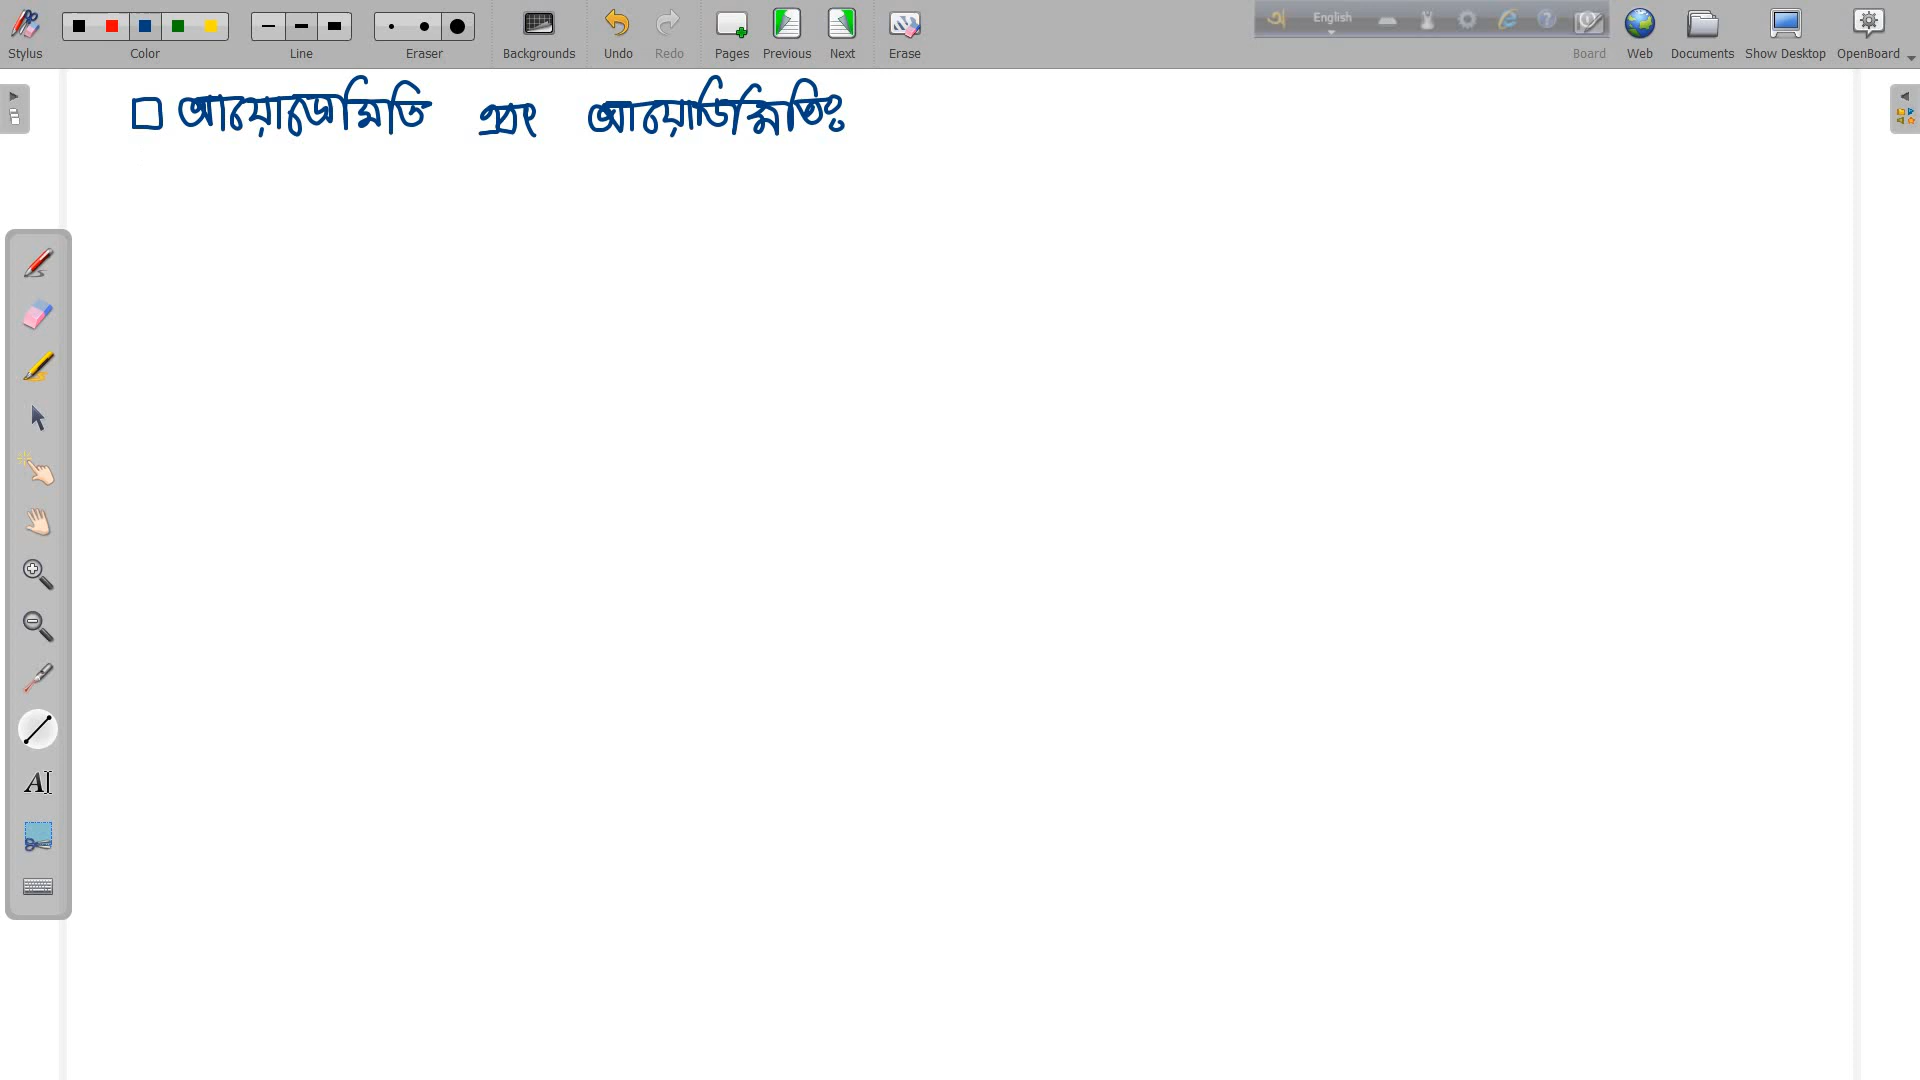 Stylus Color Line Eraser Backgrounds Undo Redo Pages Previous Next Erase English Board Web Documents Show Desktop OpenBoard
আয়োডোমিতি এবং আয়োডিমিতিঃ